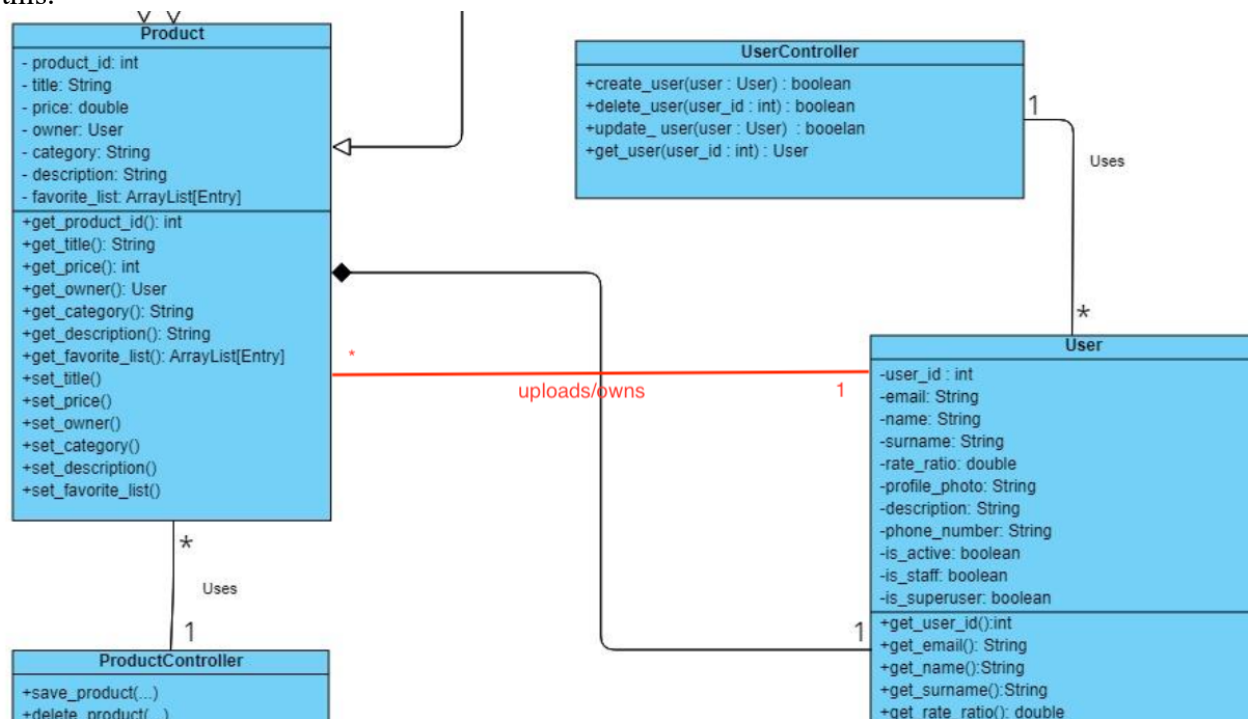 this.
Product
- product_id: int
- title: String
- price: double
- owner: User
- category: String
- description: String
- favorite_list: ArrayList[Entry]
+get_product_id(): int
+get_title(): String
+get_price(): int
+get_owner(): User
+get_category(): String
+get_description(): String
+get_favorite_list(): ArrayList[Entry]
+set_title()
+set_price()
+set_owner()
+set_category()
+set_description()
+set_favorite_list()
*
Uses
1
ProductController
+save_product(...)
+delete_product(...)
*
uploads/owns
1
1
UserController
+create_user(user : User) : boolean
+delete_user(user_id : int) : boolean
+update_ user(user : User) : booelan
+get_user(user_id : int) : User
1
Uses
*
User
-user_id : int
-email: String
-name: String
-surname: String
-rate_ratio: double
-profile_photo: String
-description: String
-phone_number: String
-is_active: boolean
-is_staff: boolean
-is_superuser: boolean
+get_user_id():int
+get_email(): String
+get_name():String
+get_surname():String
+get_rate_ratio(): double